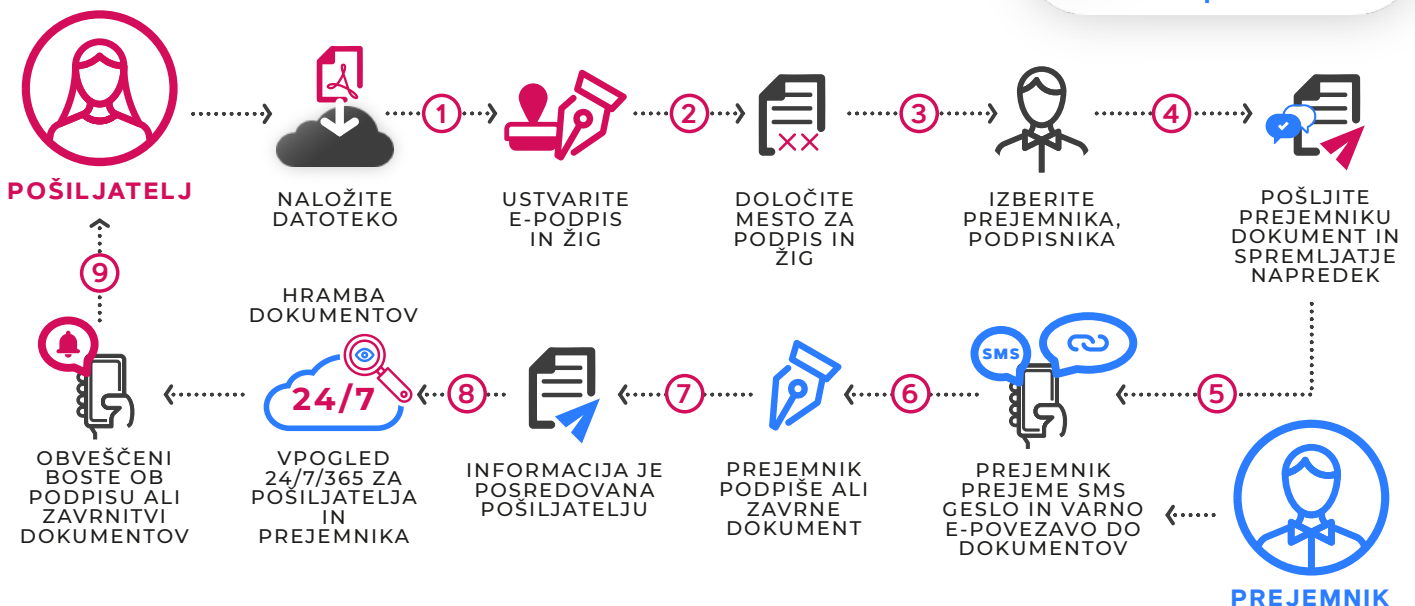 POŠILJATELJ
NALOŽITE
DATOTEKO
1
USTVARITE
E-PODPIS
IN ŽIG
2
DOLOČITE
MESTO ZA
PODPIS IN
ŽIG
3
IZBERITE
PREJEMNIKA,
PODPISNIKA
4
POŠLJITE
PREJEMNIKU
DOKUMENT IN
SPREMLJATJE
NAPREDEK
5
PREJEMNIK
SMS
PREJEMNIK
PREJEME SMS
GESLO IN VARNO
E-POVEZAVO DO
DOKUMENTOV
6
PREJEMNIK
PODPIŠE ALI
ZAVRNE
DOKUMENT
7
INFORMACIJA JE
POSREDOVANA
POŠILJATELJU
8
HRAMBA
DOKUMENTOV
24/7
VPOGLED
24/7/365 ZA
POŠILJATELJA
IN
PREJEMNIKA
OBVEŠČENI
BOSTE OB
PODPISU ALI
ZAVRNITVI
DOKUMENTOV
9